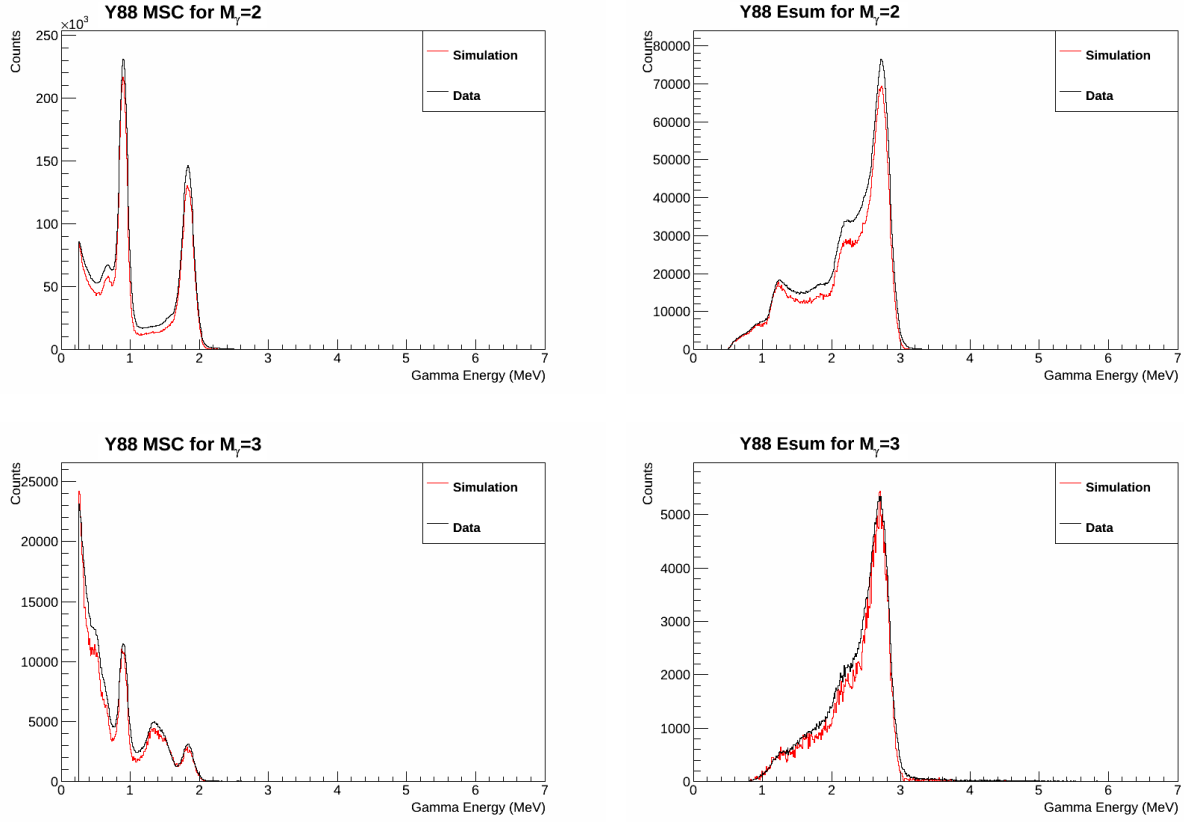 Y88 MSC for Mγ=2
×10³
Counts
250
200
150
100
50
0
0 1 2 3 4 5 6 7
Gamma Energy (MeV)
Simulation
Data
Y88 Esum for Mγ=2
Counts
80000
70000
60000
50000
40000
30000
20000
10000
0
0 1 2 3 4 5 6 7
Gamma Energy (MeV)
Simulation
Data
Y88 MSC for Mγ=3
Counts
25000
20000
15000
10000
5000
0
0 1 2 3 4 5 6 7
Gamma Energy (MeV)
Simulation
Data
Y88 Esum for Mγ=3
Counts
5000
4000
3000
2000
1000
0
0 1 2 3 4 5 6 7
Gamma Energy (MeV)
Simulation
Data